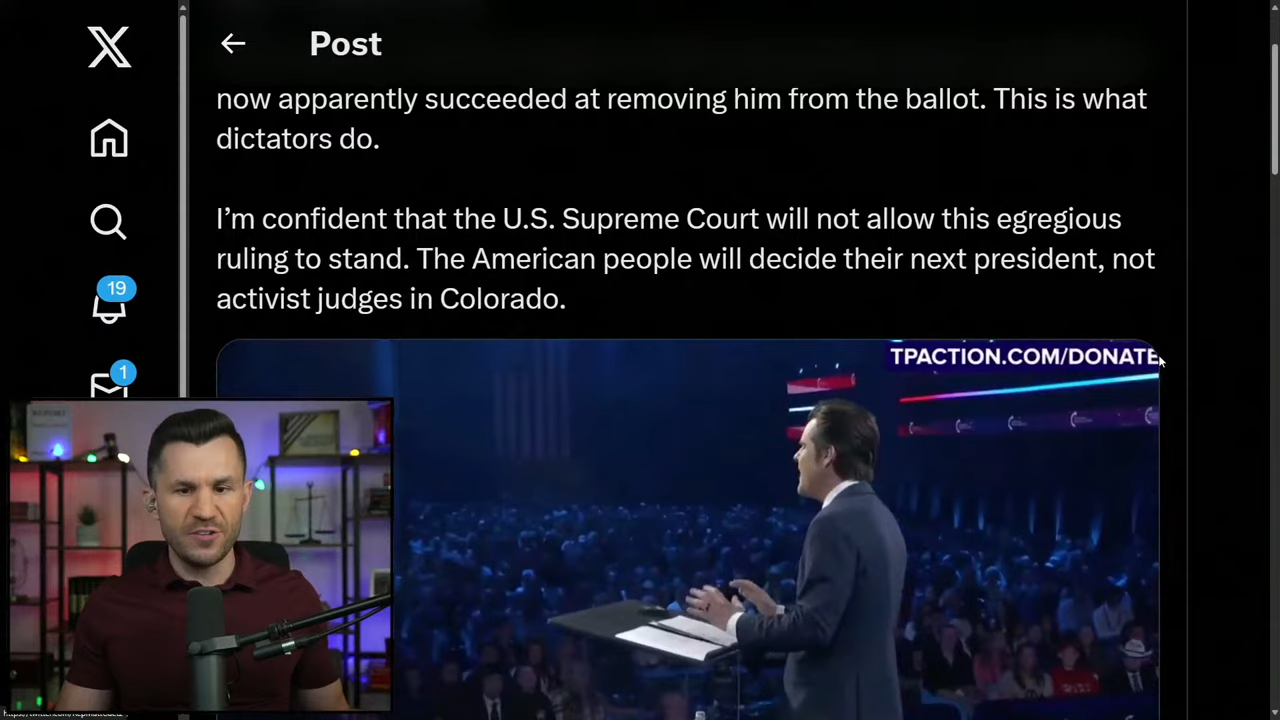 Post
now apparently succeeded at removing him from the ballot. This is what
dictators do.
I’m confident that the U.S. Supreme Court will not allow this egregious
ruling to stand. The American people will decide their next president, not
activist judges in Colorado.
19
1
TPACTION.COM/DONATE